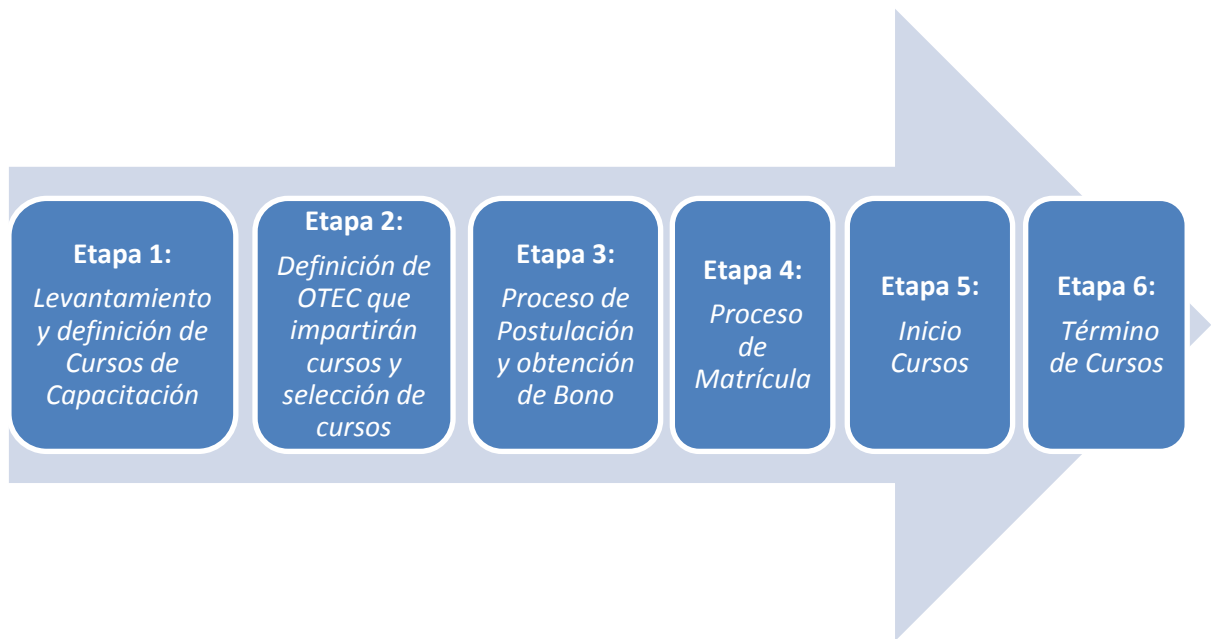 Etapa 1:
Levantamiento
y definición de
Cursos de
Capacitación
Etapa 2:
Definición de
OTEC que
impartirán
cursos y
selección de
cursos
Etapa 3:
Proceso de
Postulación
y obtención
de Bono
Etapa 4:
Proceso
de
Matrícula
Etapa 5:
Inicio
Cursos
Etapa 6:
Término
de Cursos